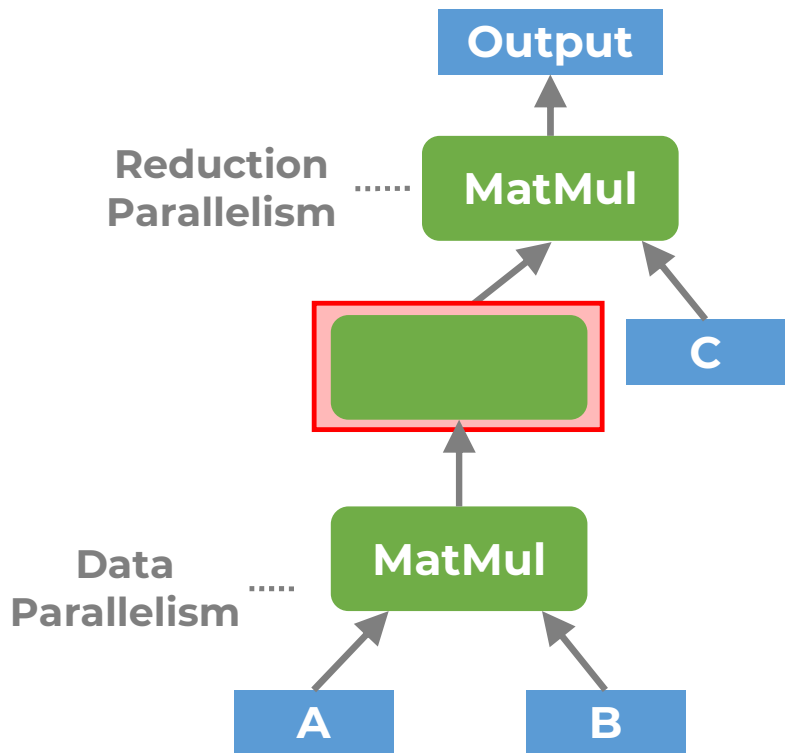 Output
Reduction
Parallelism
MatMul
C
Data
Parallelism
MatMul
A
B